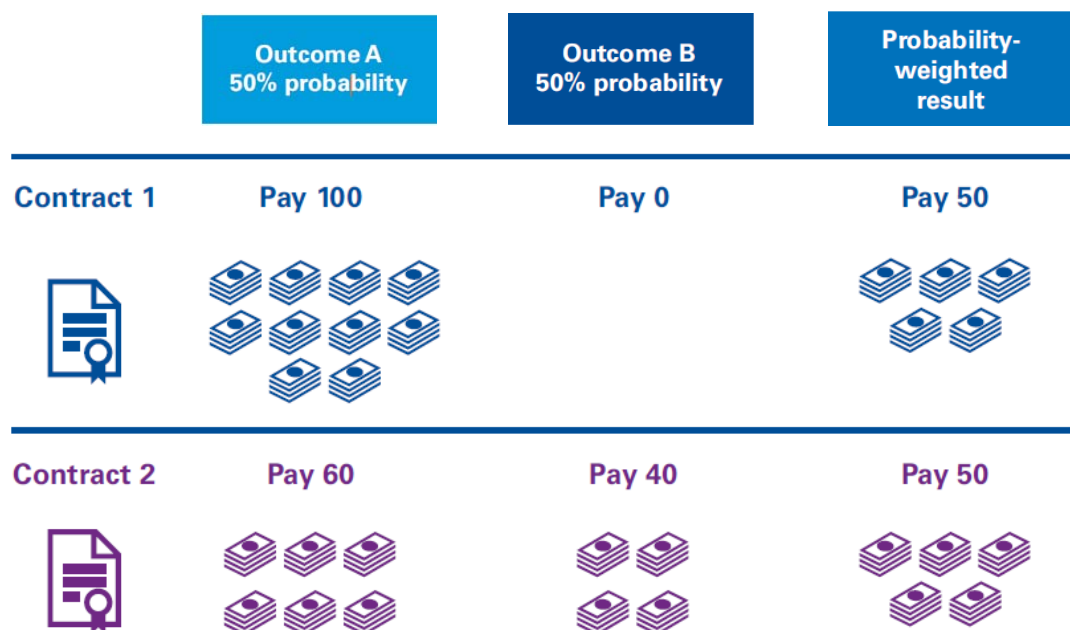 Outcome A
50% probability
Outcome B
50% probability
Probability-
weighted
result
Contract 1
Pay 100
Pay 0
Pay 50
Contract 2
Pay 60
Pay 40
Pay 50